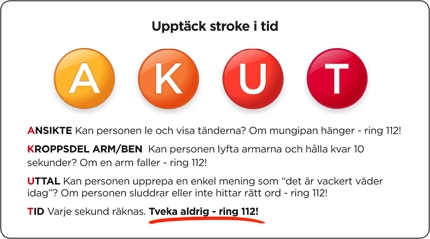 Upptäck stroke i tid
A K U T
ANSIKTE Kan personen le och visa tänderna? Om mungipan hänger - ring 112!
KROPPSDEL ARM/BEN Kan personen lyfta armarna och hålla kvar 10
sekunder? Om en arm faller - ring 112!
UTTAL Kan personen upprepa en enkel mening som “det är vackert väder
idag”? Om personen sluddrar eller inte hittar rätt ord - ring 112!
TID Varje sekund räknas. Tveka aldrig - ring 112!